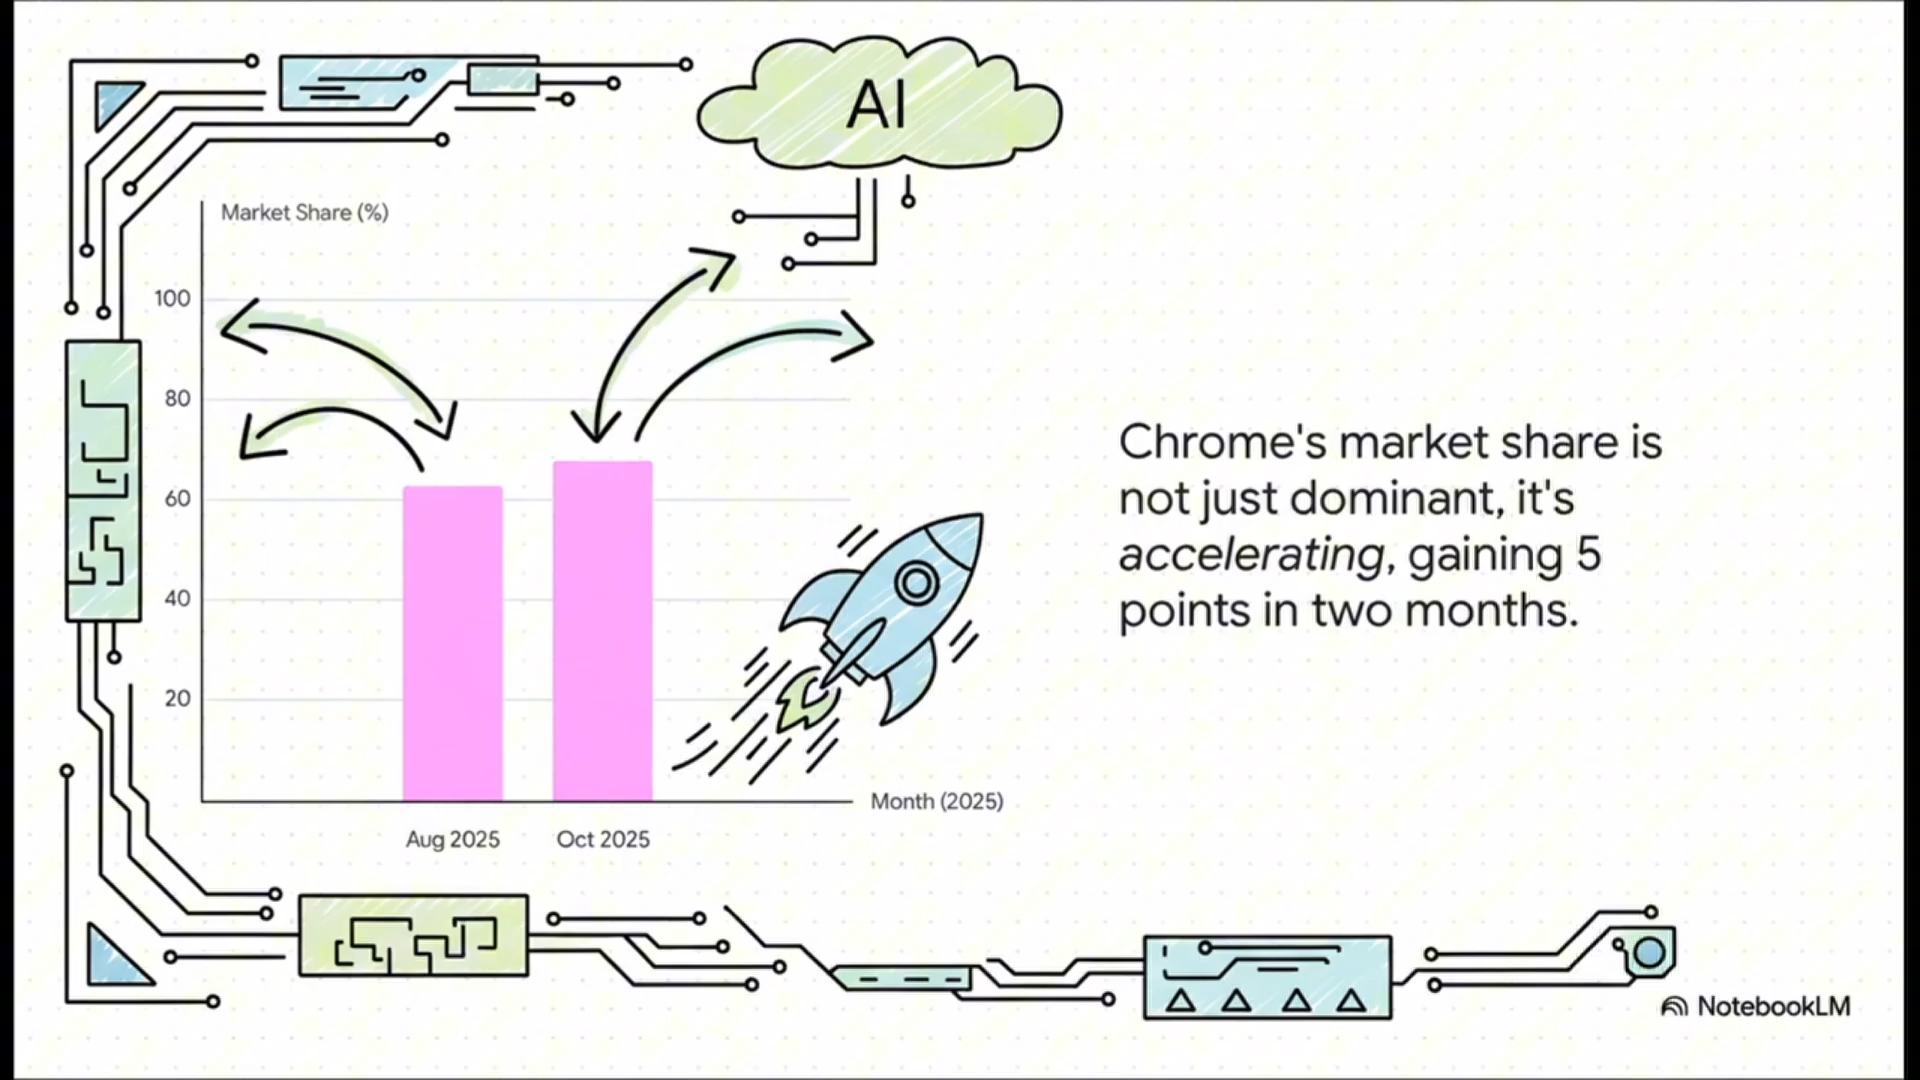 AI
Market Share (%)
100
80
60
40
20
Aug 2025
Oct 2025
Month (2025)
Chrome's market share is
not just dominant, it's
accelerating, gaining 5
points in two months.
NotebookLM